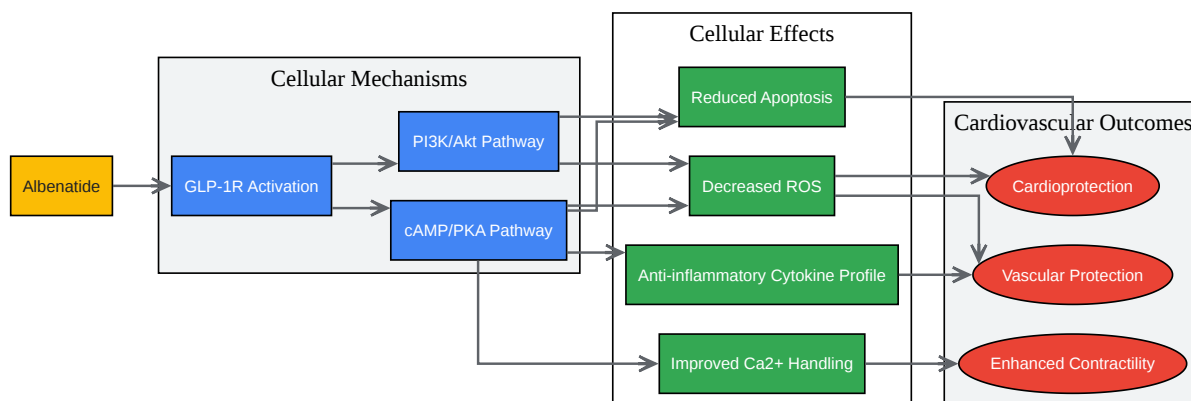 Cellular Effects
Cellular Mechanisms
Reduced Apoptosis
Cardiovascular Outcomes
PI3K/Akt Pathway
Albenatide
GLP-1R Activation
Decreased ROS
Cardioprotection
cAMP/PKA Pathway
Anti-inflammatory Cytokine Profile
Vascular Protection
Improved Ca2+ Handling
Enhanced Contractility